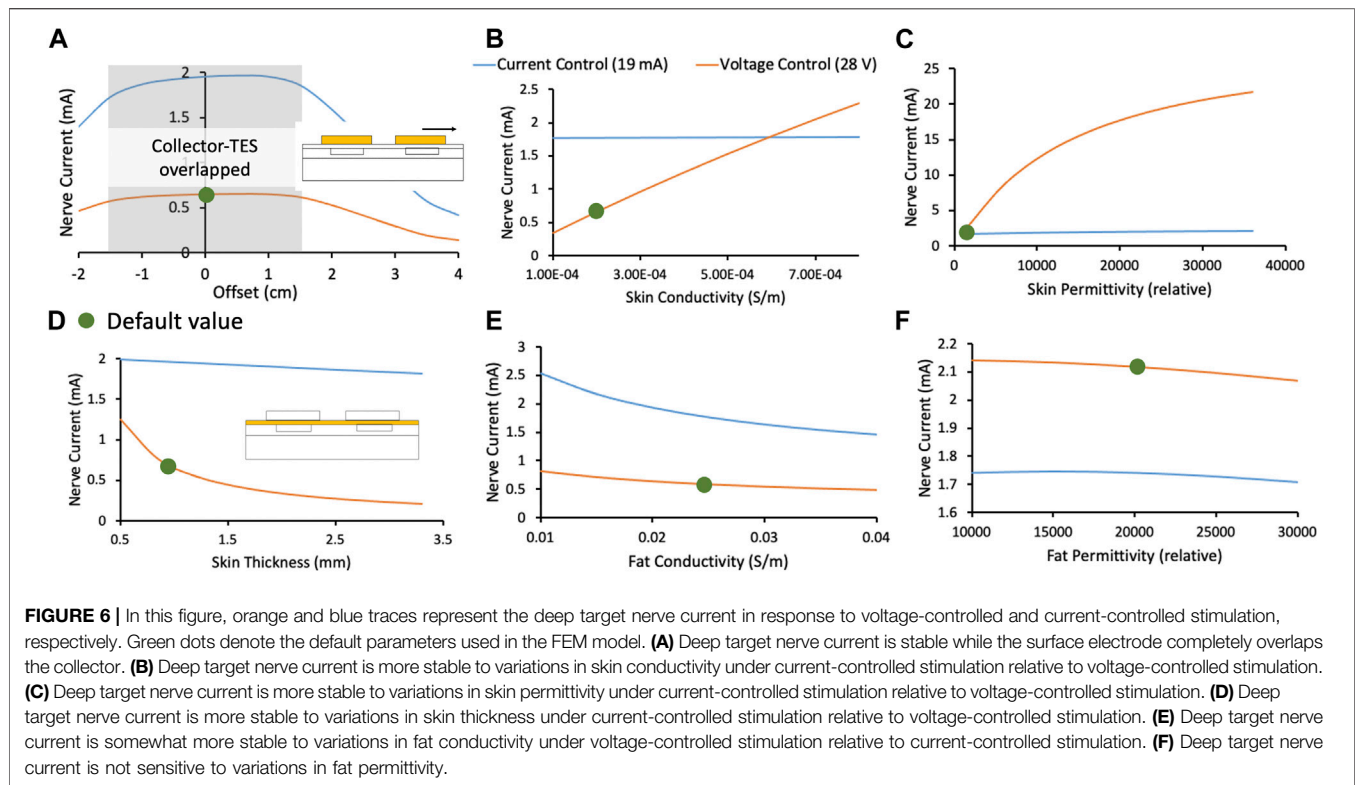 A
Nerve Current (mA)
2
1.5
1
0.5
0
Collector-TES
overlapped
-2 -1 0 1 2 3 4
Offset (cm)
B
Current Control (19 mA) Voltage Control (28 V)
Nerve Current (mA)
2.5
2
1.5
1
0.5
0
1.00E-04 3.00E-04 5.00E-04 7.00E-04
Skin Conductivity (S/m)
C
Nerve Current (mA)
25
20
15
10
5
0
0 10000 20000 30000 40000
Skin Permittivity (relative)
D Default value
Nerve Current (mA)
2
1.5
1
0.5
0
0.5 1.5 2.5 3.5
Skin Thickness (mm)
E
Nerve Current (mA)
3
2.5
2
1.5
1
0.5
0
0.01 0.02 0.03 0.04
Fat Conductivity (S/m)
F
Nerve Current (mA)
2.2
2.1
2
1.9
1.8
1.7
1.6
10000 15000 20000 25000 30000
Fat Permittivity (relative)
FIGURE 6 | In this figure, orange and blue traces represent the deep target nerve current in response to voltage-controlled and current-controlled stimulation,
respectively. Green dots denote the default parameters used in the FEM model. (A) Deep target nerve current is stable while the surface electrode completely overlaps
the collector. (B) Deep target nerve current is more stable to variations in skin conductivity under current-controlled stimulation relative to voltage-controlled stimulation.
(C) Deep target nerve current is more stable to variations in skin permittivity under current-controlled stimulation relative to voltage-controlled stimulation. (D) Deep
target nerve current is more stable to variations in skin thickness under current-controlled stimulation relative to voltage-controlled stimulation. (E) Deep target nerve
current is somewhat more stable to variations in fat conductivity under voltage-controlled stimulation relative to current-controlled stimulation. (F) Deep target nerve
current is not sensitive to variations in fat permittivity.